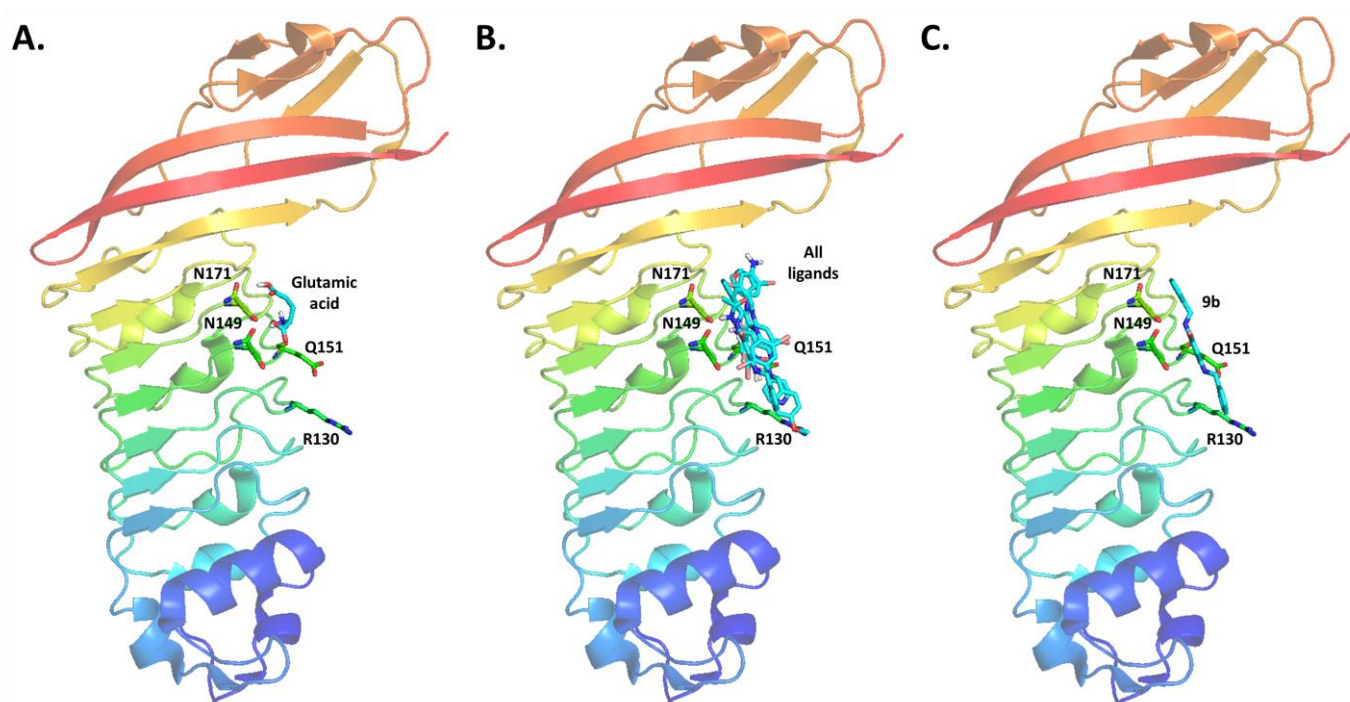 A.
N171
Glutamic
acid
N149
Q151
R130
B.
N171
All
ligands
N149
Q151
R130
C.
N171
9b
N149
Q151
R130